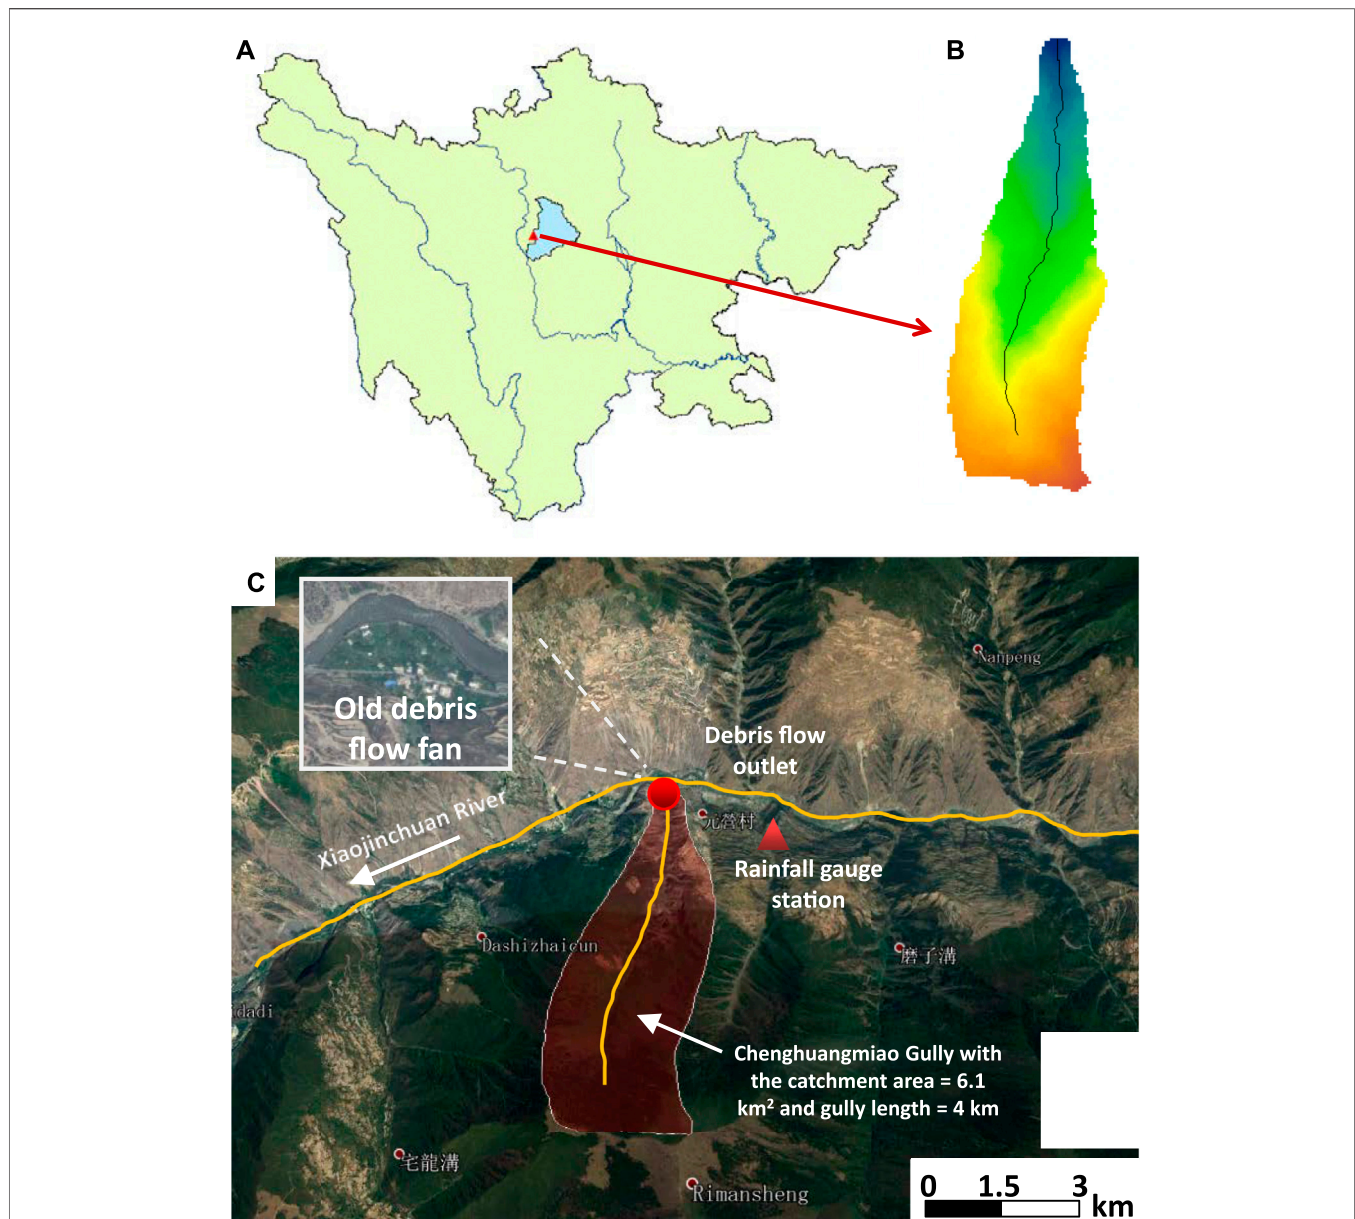 A
B
C
Old debris
flow fan
Nanpeng
Debris flow
outlet
Xiaojinchuan River
元營村
Rainfall gauge
station
Dashizhaicun
磨子溝
idadi
Chenghuangmiao Gully with
the catchment area = 6.1
km² and gully length = 4 km
宅龍溝
Rimansheng
0 1.5 3
km